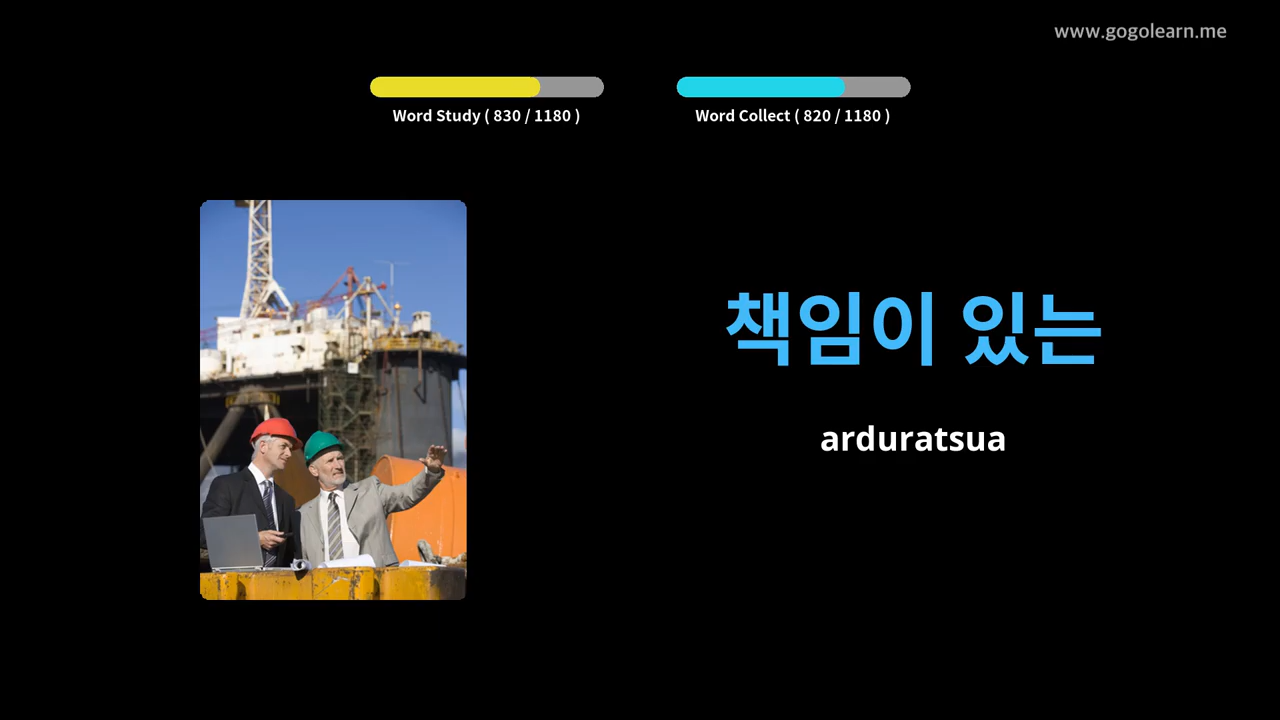 www.gogolearn.me
Word Study ( 830 / 1180 )
Word Collect ( 820 / 1180 )
책임이 있는
arduratsua